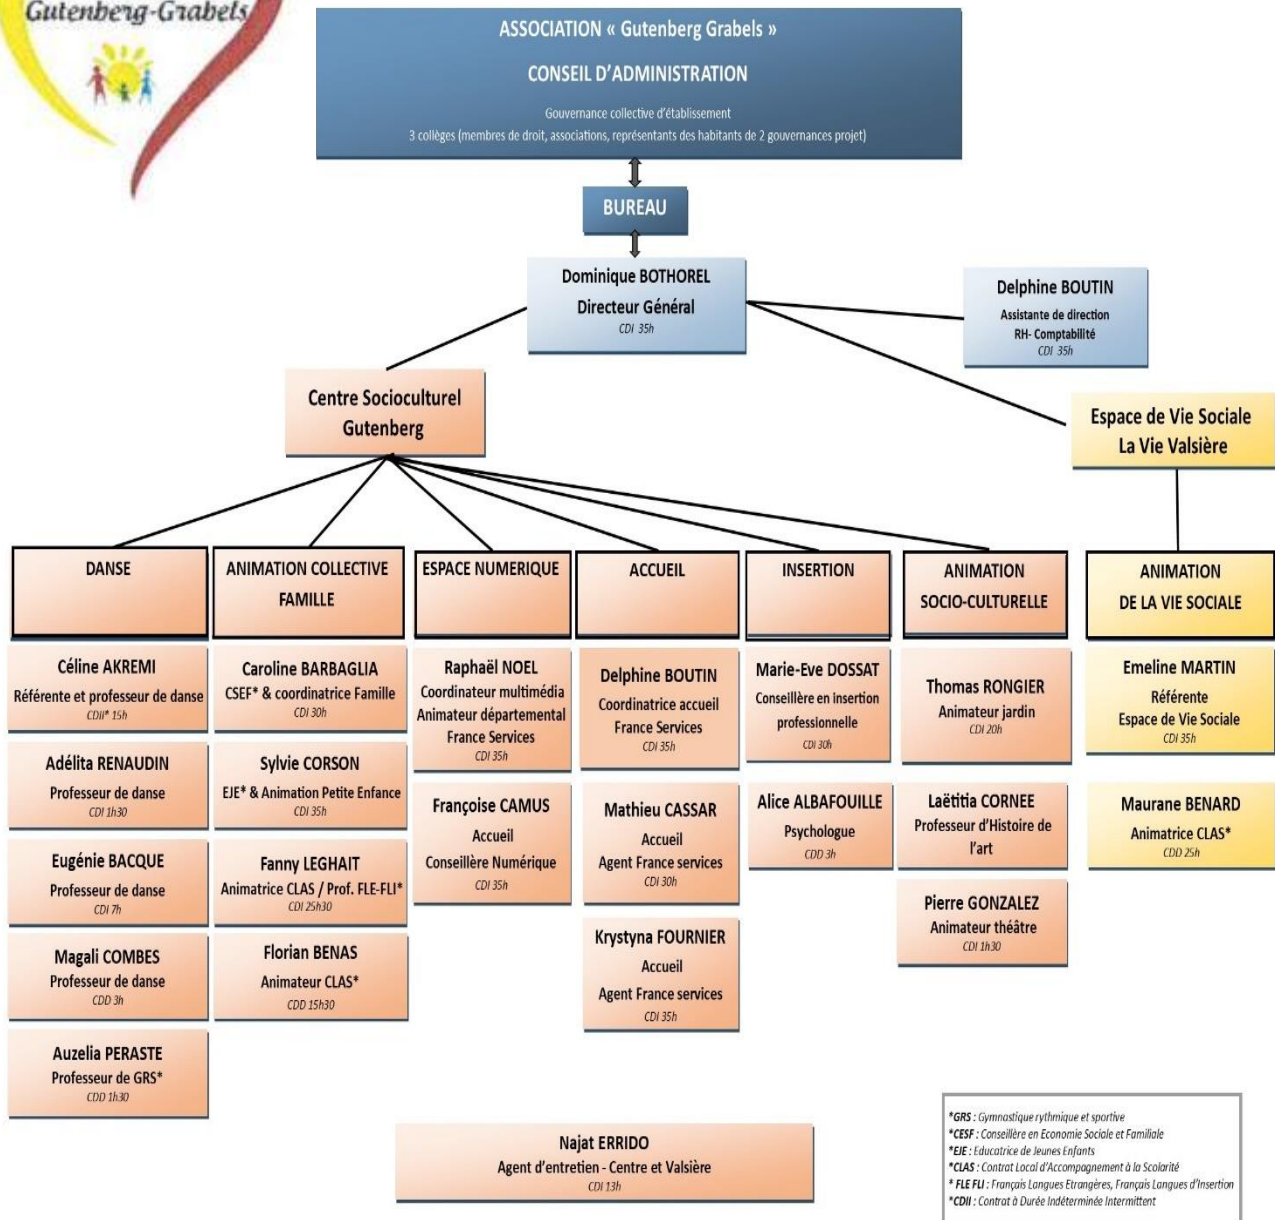 Gutenberg-Grabels
ASSOCIATION « Gutenberg Grabels »
CONSEIL D'ADMINISTRATION
Gouvernance collective d'établissement
3 collèges (membres de droit, associations, représentants des habitants de 2 gouvernances projet)
BUREAU
Dominique BOTHOREL
Directeur Général
CDI 35h
Delphine BOUTIN
Assistante de direction
RH- Comptabilité
CDI 35h
Centre Socioculturel
Gutenberg
Espace de Vie Sociale
La Vie Valsière
DANSE
Céline AKREMI
Référente et professeur de danse
CDII* 15h
Adélita RENAUDIN
Professeur de danse
CDI 1h30
Eugénie BACQUE
Professeur de danse
CDI 7h
Magali COMBES
Professeur de danse
CDD 3h
Auzelia PERASTE
Professeur de GRS*
CDD 1h30
ANIMATION COLLECTIVE
FAMILLE
Caroline BARBAGLIA
CSEF* & coordinatrice Famille
CDI 30h
Sylvie CORSON
EJE* & Animation Petite Enfance
CDI 35h
Fanny LEGHAIT
Animatrice CLAS / Prof. FLE-FLI*
CDI 25h30
Florian BENAS
Animateur CLAS*
CDD 15h30
ESPACE NUMERIQUE
Raphaël NOEL
Coordinateur multimédia
Animateur départemental
France Services
CDI 35h
Françoise CAMUS
Accueil
Conseillère Numérique
CDI 35h
ACCUEIL
Delphine BOUTIN
Coordinatrice accueil
France Services
CDI 35h
Mathieu CASSAR
Accueil
Agent France services
CDI 30h
Krystyna FOURNIER
Accueil
Agent France services
CDI 35h
INSERTION
Marie-Eve DOSSAT
Conseillère en insertion
professionnelle
CDI 30h
Alice ALBAFOUILLE
Psychologue
CDD 3h
ANIMATION
SOCIO-CULTURELLE
Thomas RONGIER
Animateur jardin
CDI 20h
Laëtitia CORNEE
Professeur d'Histoire de
l'art
Pierre GONZALEZ
Animateur théâtre
CDI 1h30
ANIMATION
DE LA VIE SOCIALE
Emeline MARTIN
Référente
Espace de Vie Sociale
CDI 35h
Maurane BENARD
Animatrice CLAS*
CDD 25h
Najat ERRIDO
Agent d'entretien - Centre et Valsière
CDI 13h
*GRS : Gymnastique rythmique et sportive
*CESF : Conseillère en Economie Sociale et Familiale
*EJE : Educatrice de Jeunes Enfants
*CLAS : Contrat Local d'Accompagnement à la Scolarité
* FLE FLI : Français Langues Etrangères, Français Langues d'Insertion
*CDII : Contrat à Durée Indéterminée Intermittent